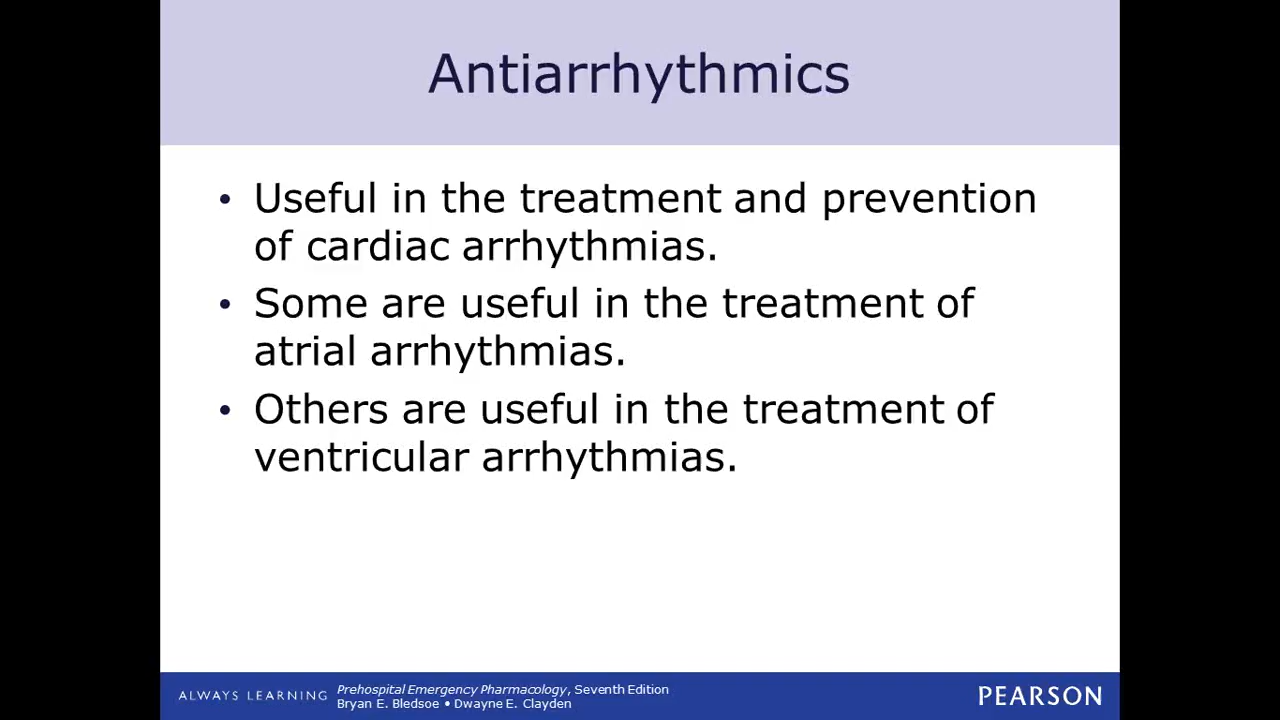 Antiarrhythmics
• Useful in the treatment and prevention
of cardiac arrhythmias.
• Some are useful in the treatment of
atrial arrhythmias.
• Others are useful in the treatment of
ventricular arrhythmias.
ALWAYS LEARNING
Prehospital Emergency Pharmacology, Seventh Edition
Bryan E. Bledsoe • Dwayne E. Clayden
PEARSON